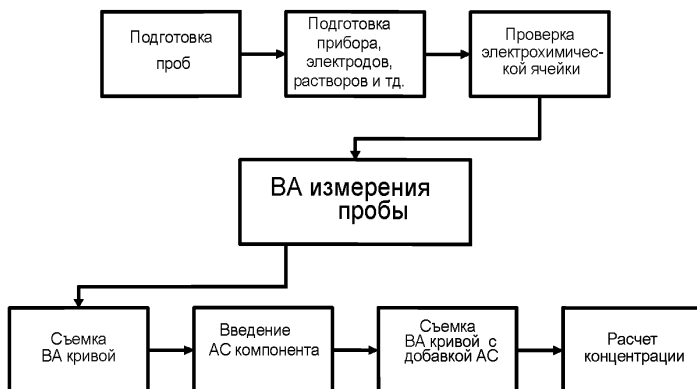 Подготовка
проб
Подготовка
прибора,
электродов,
растворов и тд.
Проверка
электрохимичес-
кой ячейки
ВА измерения
пробы
Съемка
ВА кривой
Введение
АС компонента
Съемка
ВА кривой с
добавкой АС
Расчет
концентрации